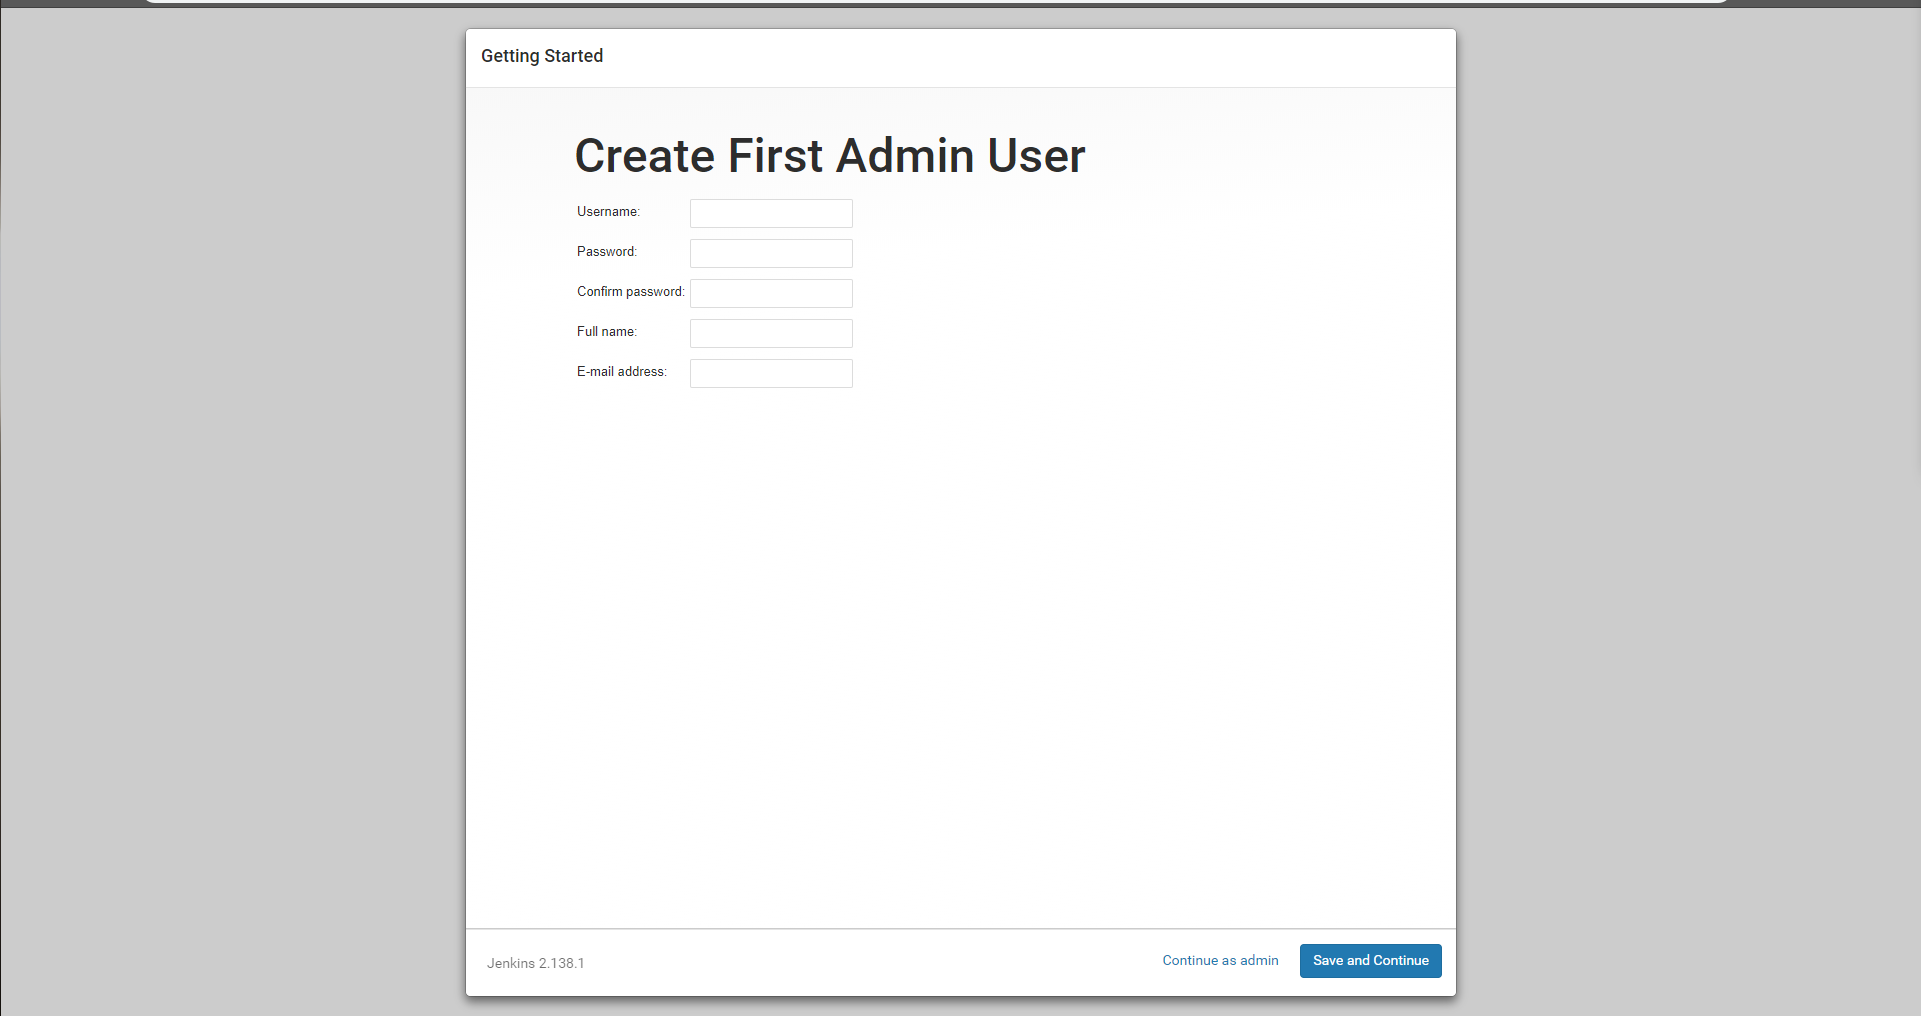 Getting Started
Create First Admin User
Username:
Password:
Confirm password:
Full name:
E-mail address:
Jenkins 2.138.1
Continue as admin
Save and Continue